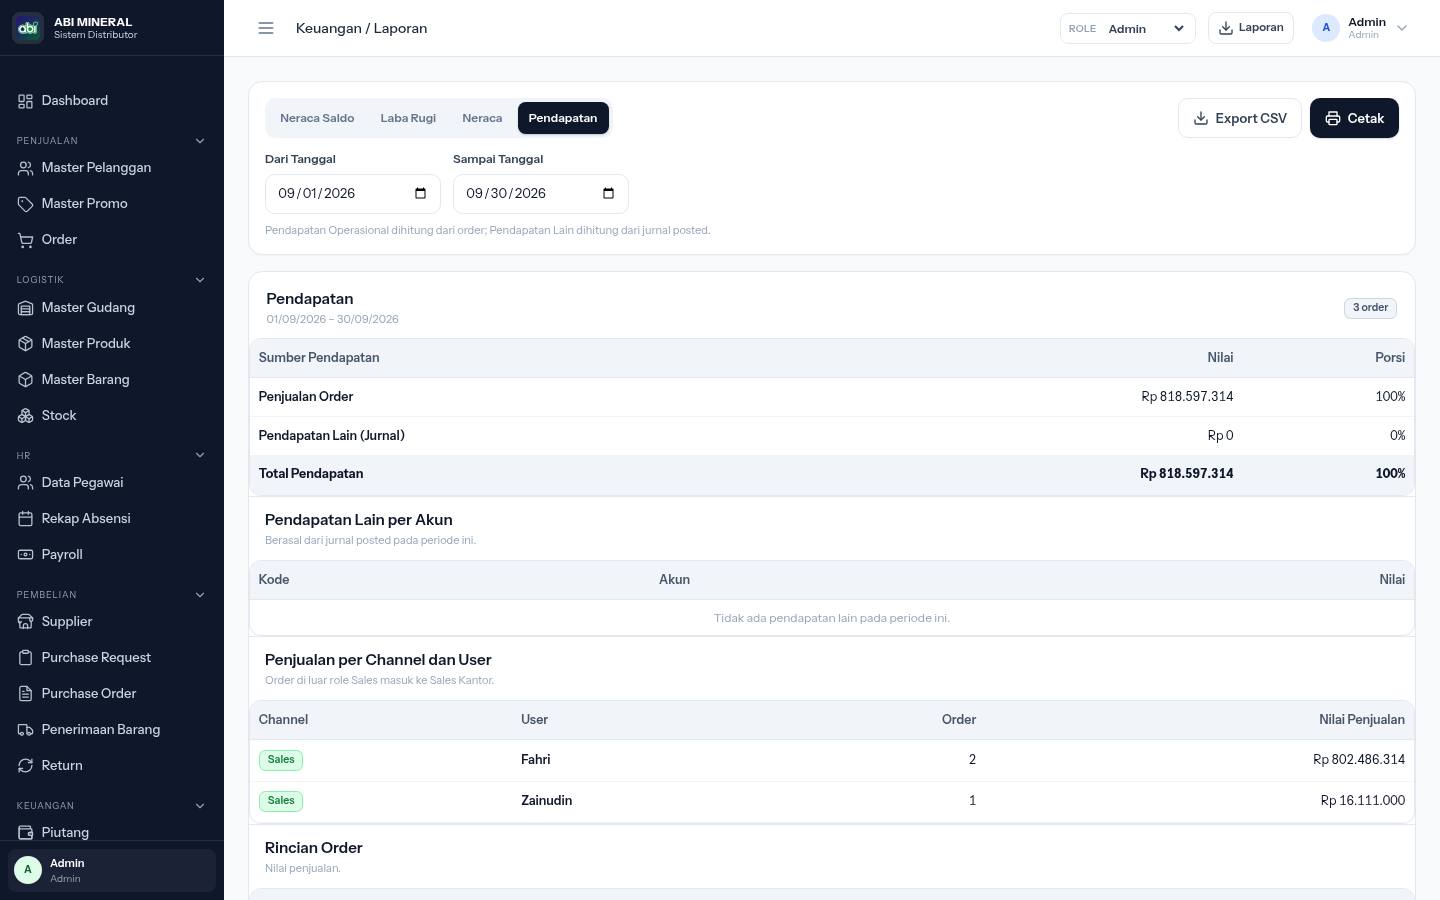 abi
ABI MINERAL
Sistem Distributor
Dashboard
PENJUALAN
Master Pelanggan
Master Promo
Order
LOGISTIK
Master Gudang
Master Produk
Master Barang
Stock
HR
Data Pegawai
Rekap Absensi
Payroll
PEMBELIAN
Supplier
Purchase Request
Purchase Order
Penerimaan Barang
Return
KEUANGAN
Piutang
A
Admin
Admin
Keuangan / Laporan
ROLE Admin
Laporan
A
Admin
Admin
Neraca Saldo Laba Rugi Neraca Pendapatan
Export CSV
Cetak
Dari Tanggal Sampai Tanggal
09/01/2026 09/30/2026
Pendapatan Operasional dihitung dari order; Pendapatan Lain dihitung dari jurnal posted.
Pendapatan
01/09/2026 – 30/09/2026
3 order
Sumber Pendapatan Nilai Porsi
Penjualan Order Rp 818.597.314 100%
Pendapatan Lain (Jurnal) Rp 0 0%
Total Pendapatan Rp 818.597.314 100%
Pendapatan Lain per Akun
Berasal dari jurnal posted pada periode ini.
Kode Akun Nilai
Tidak ada pendapatan lain pada periode ini.
Penjualan per Channel dan User
Order di luar role Sales masuk ke Sales Kantor.
Channel User Order Nilai Penjualan
Sales Fahri 2 Rp 802.486.314
Sales Zainudin 1 Rp 16.111.000
Rincian Order
Nilai penjualan.